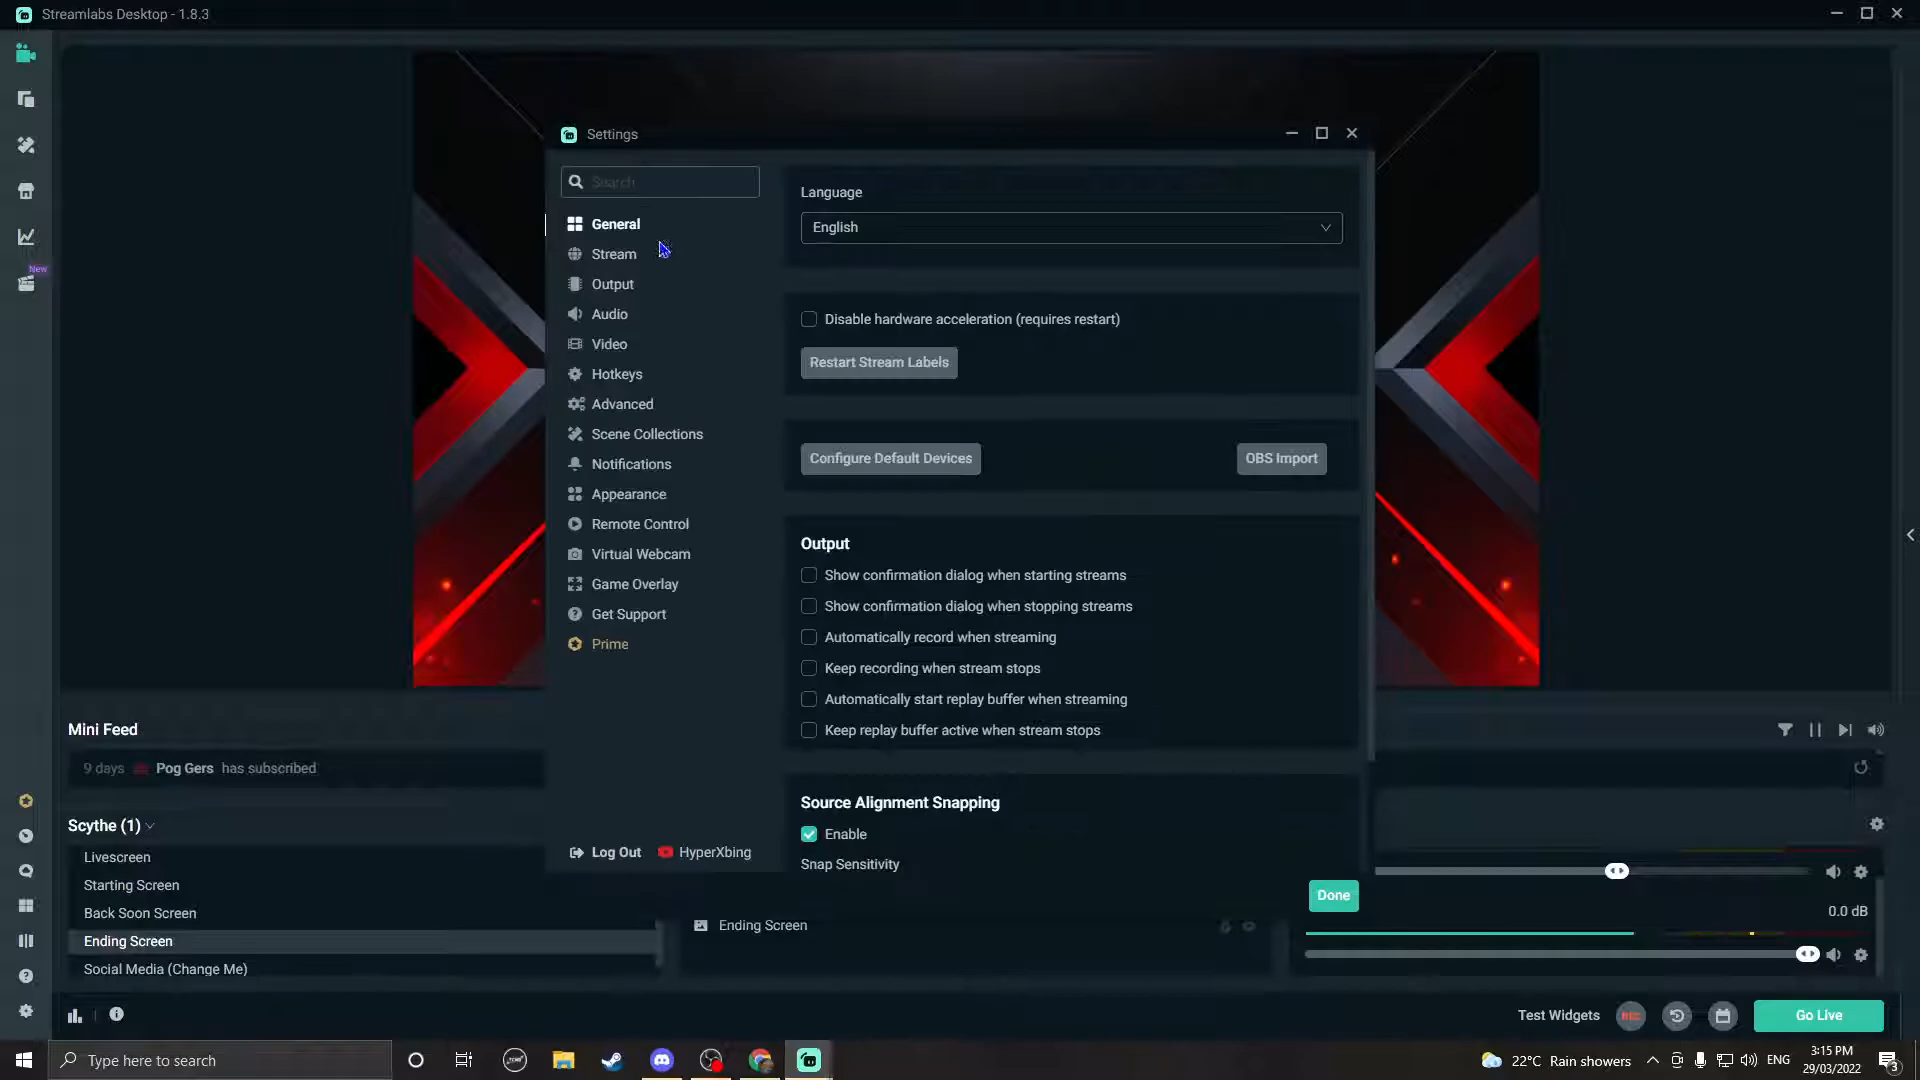 Streamlabs Desktop - 1.8.3
Settings
Search
General
Stream
Output
Audio
Video
Hotkeys
Advanced
Scene Collections
Notifications
Appearance
Remote Control
Virtual Webcam
Game Overlay
Get Support
Prime
Log Out HyperXbing
Language
English
Disable hardware acceleration (requires restart)
Restart Stream Labels
Configure Default Devices
OBS Import
Output
Show confirmation dialog when starting streams
Show confirmation dialog when stopping streams
Automatically record when streaming
Keep recording when stream stops
Automatically start replay buffer when streaming
Keep replay buffer active when stream stops
Source Alignment Snapping
Enable
Snap Sensitivity
Done
New
Mini Feed
9 days Pog Gers has subscribed
Scythe (1)
Livescreen
Starting Screen
Back Soon Screen
Ending Screen
Social Media (Change Me)
Ending Screen
0.0 dB
Test Widgets
REC
Go Live
Type here to search
22°C Rain showers
ENG
3:15 PM
29/03/2022
3